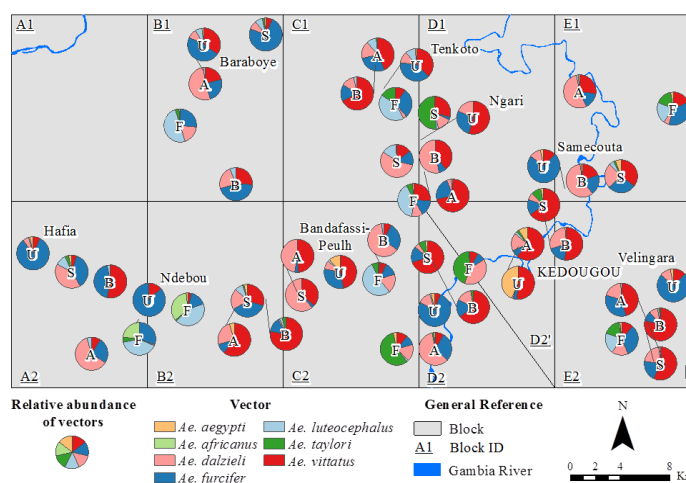 A1
B1
C1
D1
E1
U
S
Baraboye
A
F
B
A
U
Tenkoto
B
F
S
Ngari
U
S
B
F
A
A
F
Samecouta
U
B
S
S
Hafia
U
S
B
A
Ndebou
U
F
F
S
A
B
Bandafassi-
Peulh
A
U
B
S
F
F
S
F
U
B
A
A
B
KEDOUGOU
U
Velingara
U
A
B
F
S
D2'
A2
B2
C2
D2
E2
Relative abundance
of vectors
Vector
Ae. aegypti
Ae. africanus
Ae. dalzieli
Ae. furcifer
Ae. luteocephalus
Ae. taylori
Ae. vittatus
General Reference
Block
A1 Block ID
Gambia River
N
0 2 4 8